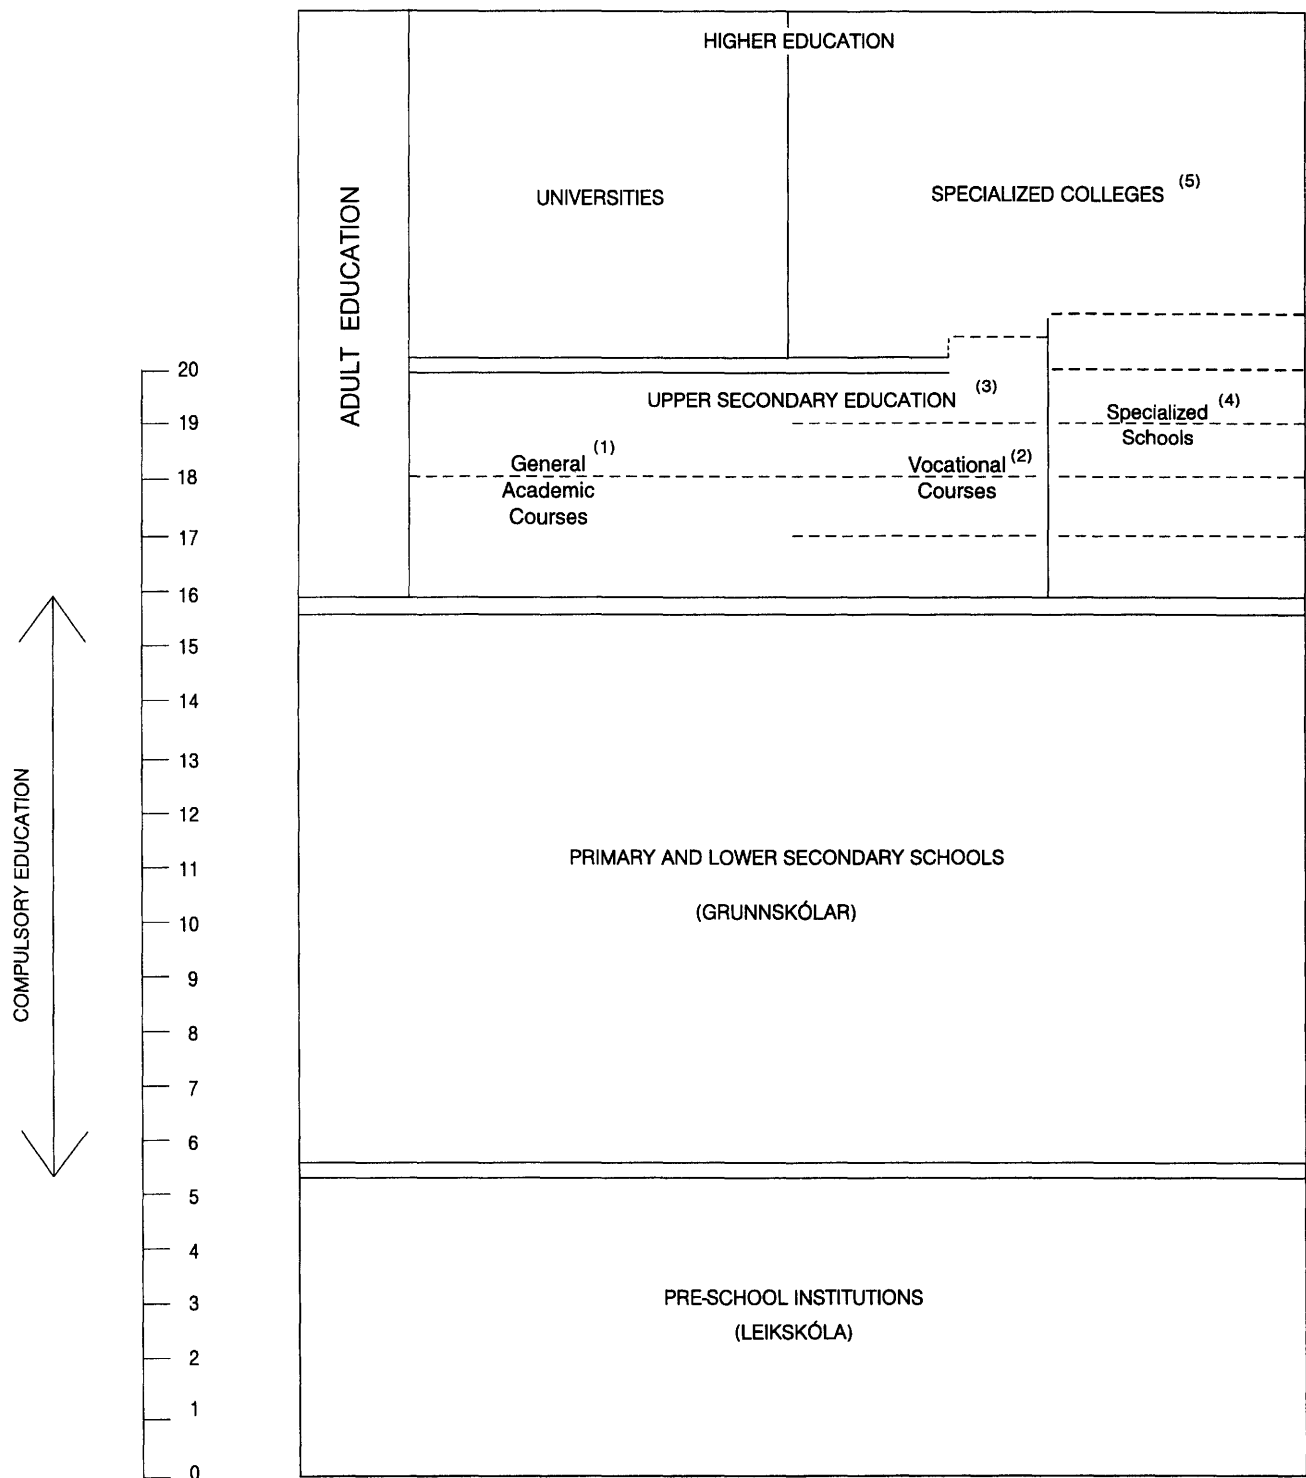 HIGHER EDUCATION
UNIVERSITIES
SPECIALIZED COLLEGES (5)
ADULT EDUCATION
UPPER SECONDARY EDUCATION (3)
General (1)
Academic
Courses
Vocational (2)
Courses
Specialized (4)
Schools
20
19
18
17
16
15
14
13
12
11
10
9
8
7
6
5
4
3
2
1
0
COMPULSORY EDUCATION
PRIMARY AND LOWER SECONDARY SCHOOLS
(GRUNNSKÓLAR)
PRE-SCHOOL INSTITUTIONS
(LEIKSKÓLA)